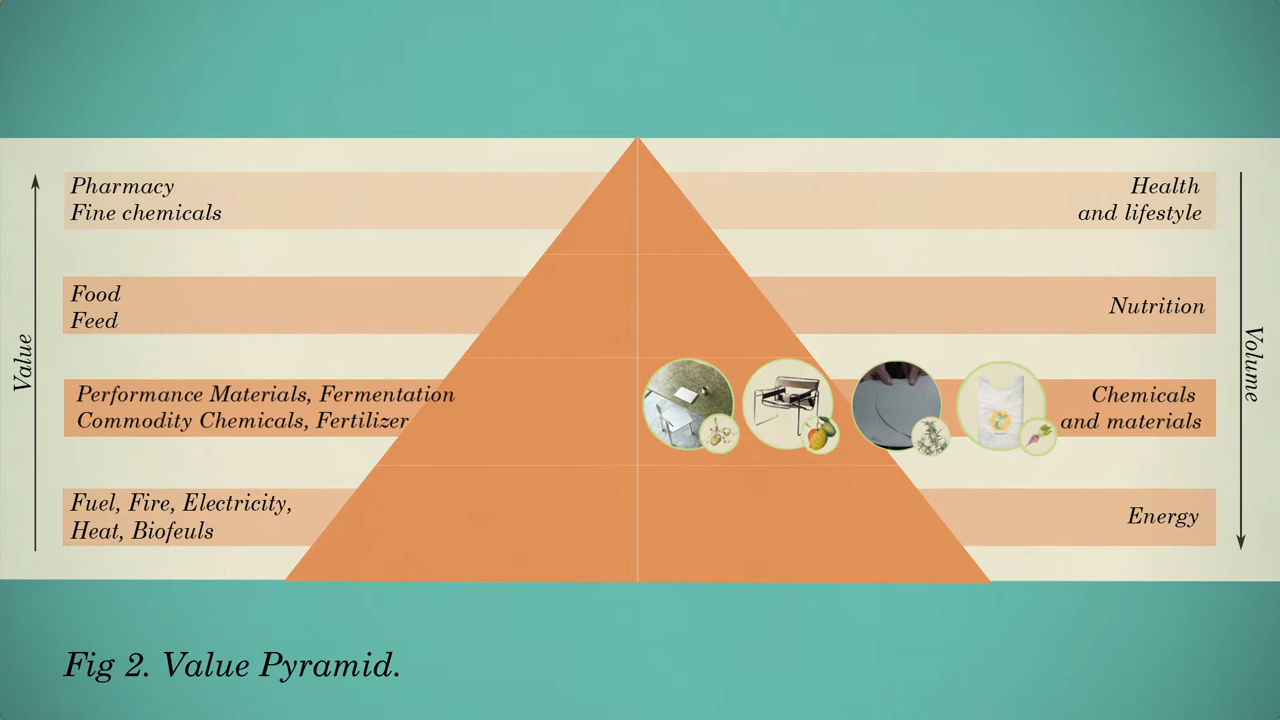 Pharmacy
Fine chemicals
Health
and lifestyle
Food
Feed
Nutrition
Performance Materials, Fermentation
Commodity Chemicals, Fertilizer
Chemicals
and materials
Fuel, Fire, Electricity,
Heat, Biofeuls
Energy
Value
Volume
Fig 2. Value Pyramid.